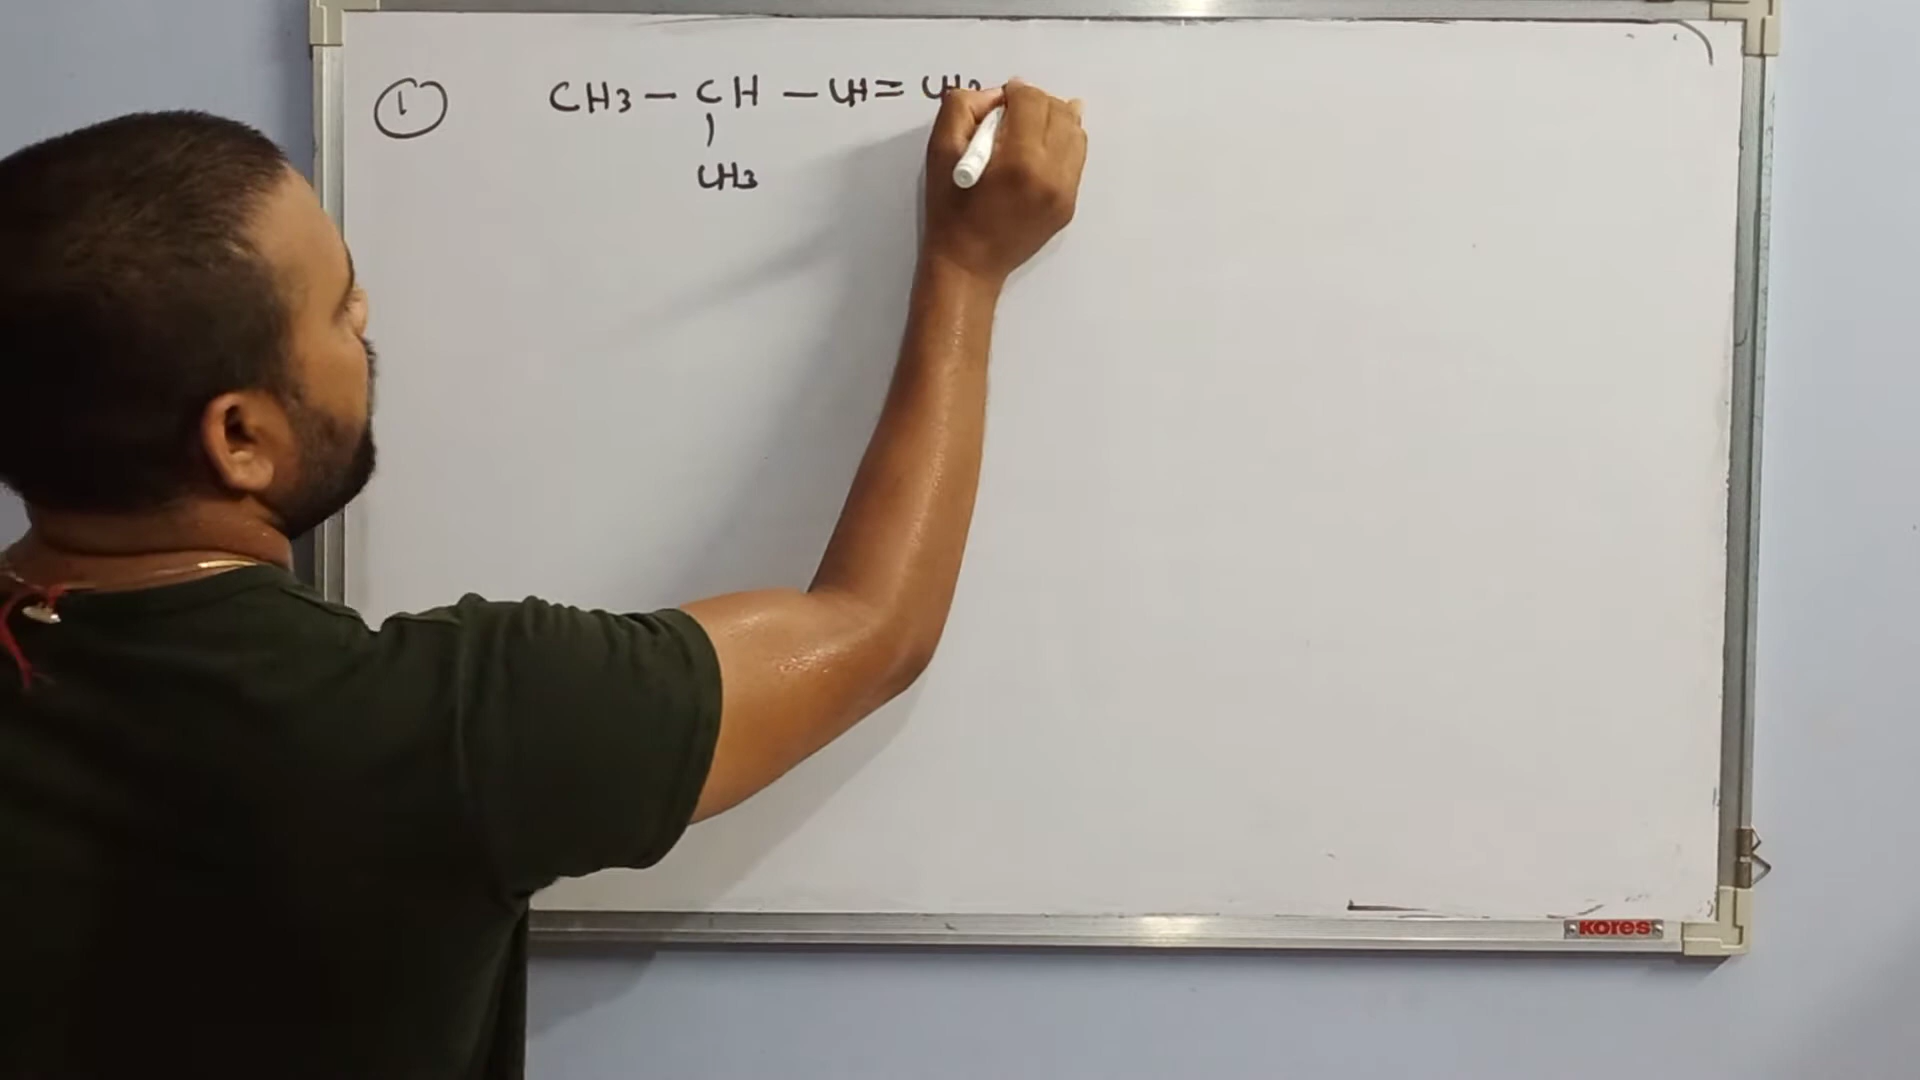 ① CH3 - CH - CH = CH2
|
CH3
KORES